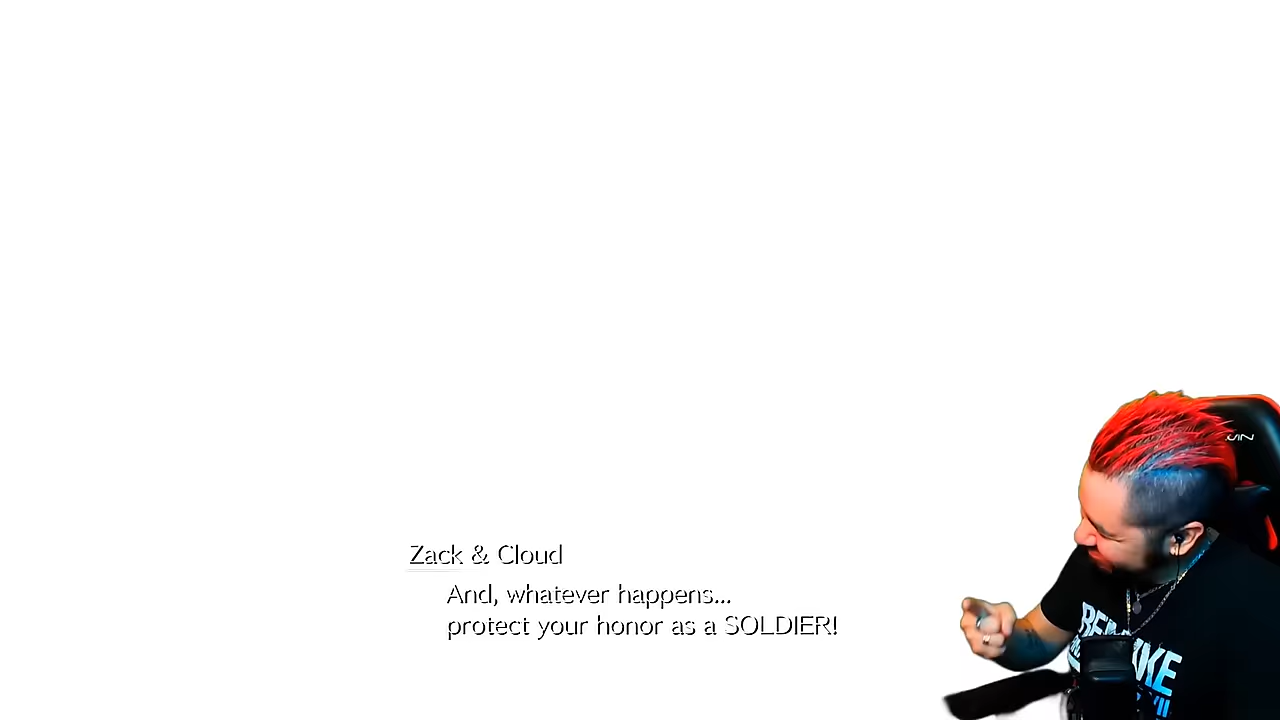 Zack & Cloud
And, whatever happens...
protect your honor as a SOLDIER!